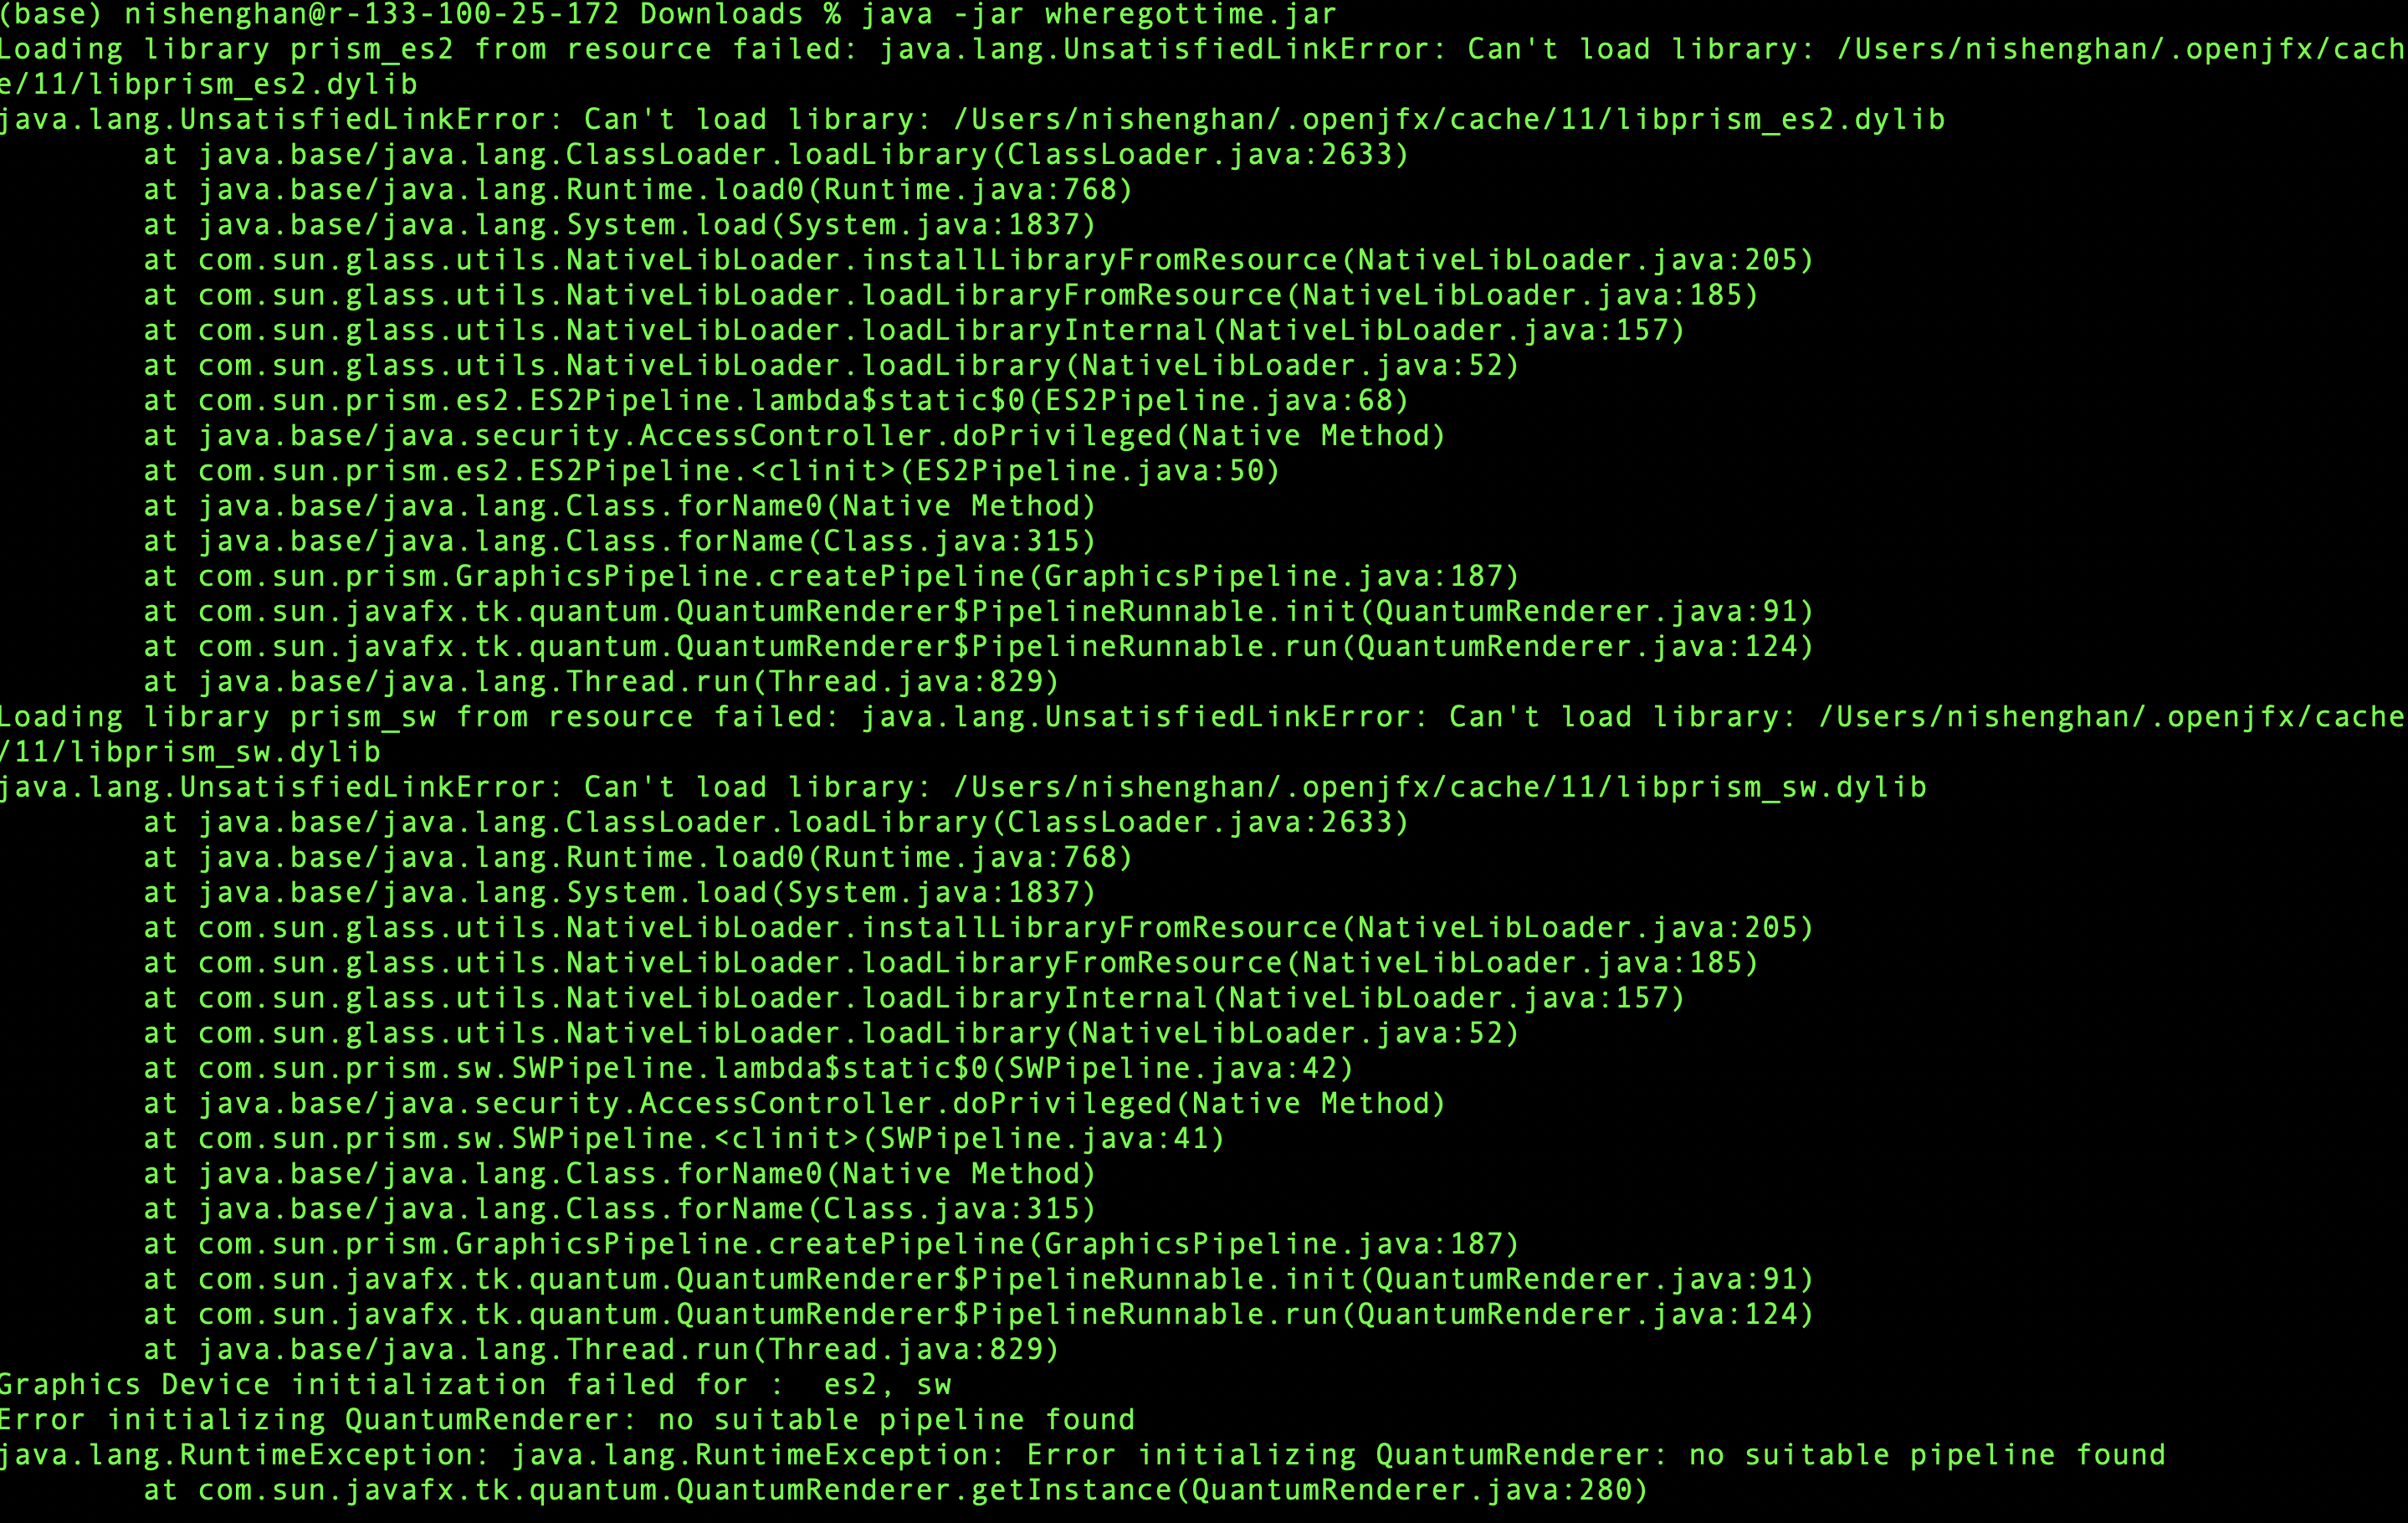 (base) nishenghan@r-133-100-25-172 Downloads % java -jar wheregottime.jar
Loading library prism_es2 from resource failed: java.lang.UnsatisfiedLinkError: Can't load library: /Users/nishenghan/.openjfx/cach
e/11/libprism_es2.dylib
java.lang.UnsatisfiedLinkError: Can't load library: /Users/nishenghan/.openjfx/cache/11/libprism_es2.dylib
        at java.base/java.lang.ClassLoader.loadLibrary(ClassLoader.java:2633)
        at java.base/java.lang.Runtime.load0(Runtime.java:768)
        at java.base/java.lang.System.load(System.java:1837)
        at com.sun.glass.utils.NativeLibLoader.installLibraryFromResource(NativeLibLoader.java:205)
        at com.sun.glass.utils.NativeLibLoader.loadLibraryFromResource(NativeLibLoader.java:185)
        at com.sun.glass.utils.NativeLibLoader.loadLibraryInternal(NativeLibLoader.java:157)
        at com.sun.glass.utils.NativeLibLoader.loadLibrary(NativeLibLoader.java:52)
        at com.sun.prism.es2.ES2Pipeline.lambda$static$0(ES2Pipeline.java:68)
        at java.base/java.security.AccessController.doPrivileged(Native Method)
        at com.sun.prism.es2.ES2Pipeline.<clinit>(ES2Pipeline.java:50)
        at java.base/java.lang.Class.forName0(Native Method)
        at java.base/java.lang.Class.forName(Class.java:315)
        at com.sun.prism.GraphicsPipeline.createPipeline(GraphicsPipeline.java:187)
        at com.sun.javafx.tk.quantum.QuantumRenderer$PipelineRunnable.init(QuantumRenderer.java:91)
        at com.sun.javafx.tk.quantum.QuantumRenderer$PipelineRunnable.run(QuantumRenderer.java:124)
        at java.base/java.lang.Thread.run(Thread.java:829)
Loading library prism_sw from resource failed: java.lang.UnsatisfiedLinkError: Can't load library: /Users/nishenghan/.openjfx/cache
/11/libprism_sw.dylib
java.lang.UnsatisfiedLinkError: Can't load library: /Users/nishenghan/.openjfx/cache/11/libprism_sw.dylib
        at java.base/java.lang.ClassLoader.loadLibrary(ClassLoader.java:2633)
        at java.base/java.lang.Runtime.load0(Runtime.java:768)
        at java.base/java.lang.System.load(System.java:1837)
        at com.sun.glass.utils.NativeLibLoader.installLibraryFromResource(NativeLibLoader.java:205)
        at com.sun.glass.utils.NativeLibLoader.loadLibraryFromResource(NativeLibLoader.java:185)
        at com.sun.glass.utils.NativeLibLoader.loadLibraryInternal(NativeLibLoader.java:157)
        at com.sun.glass.utils.NativeLibLoader.loadLibrary(NativeLibLoader.java:52)
        at com.sun.prism.sw.SWPipeline.lambda$static$0(SWPipeline.java:42)
        at java.base/java.security.AccessController.doPrivileged(Native Method)
        at com.sun.prism.sw.SWPipeline.<clinit>(SWPipeline.java:41)
        at java.base/java.lang.Class.forName0(Native Method)
        at java.base/java.lang.Class.forName(Class.java:315)
        at com.sun.prism.GraphicsPipeline.createPipeline(GraphicsPipeline.java:187)
        at com.sun.javafx.tk.quantum.QuantumRenderer$PipelineRunnable.init(QuantumRenderer.java:91)
        at com.sun.javafx.tk.quantum.QuantumRenderer$PipelineRunnable.run(QuantumRenderer.java:124)
        at java.base/java.lang.Thread.run(Thread.java:829)
Graphics Device initialization failed for :  es2, sw
Error initializing QuantumRenderer: no suitable pipeline found
java.lang.RuntimeException: java.lang.RuntimeException: Error initializing QuantumRenderer: no suitable pipeline found
        at com.sun.javafx.tk.quantum.QuantumRenderer.getInstance(QuantumRenderer.java:280)